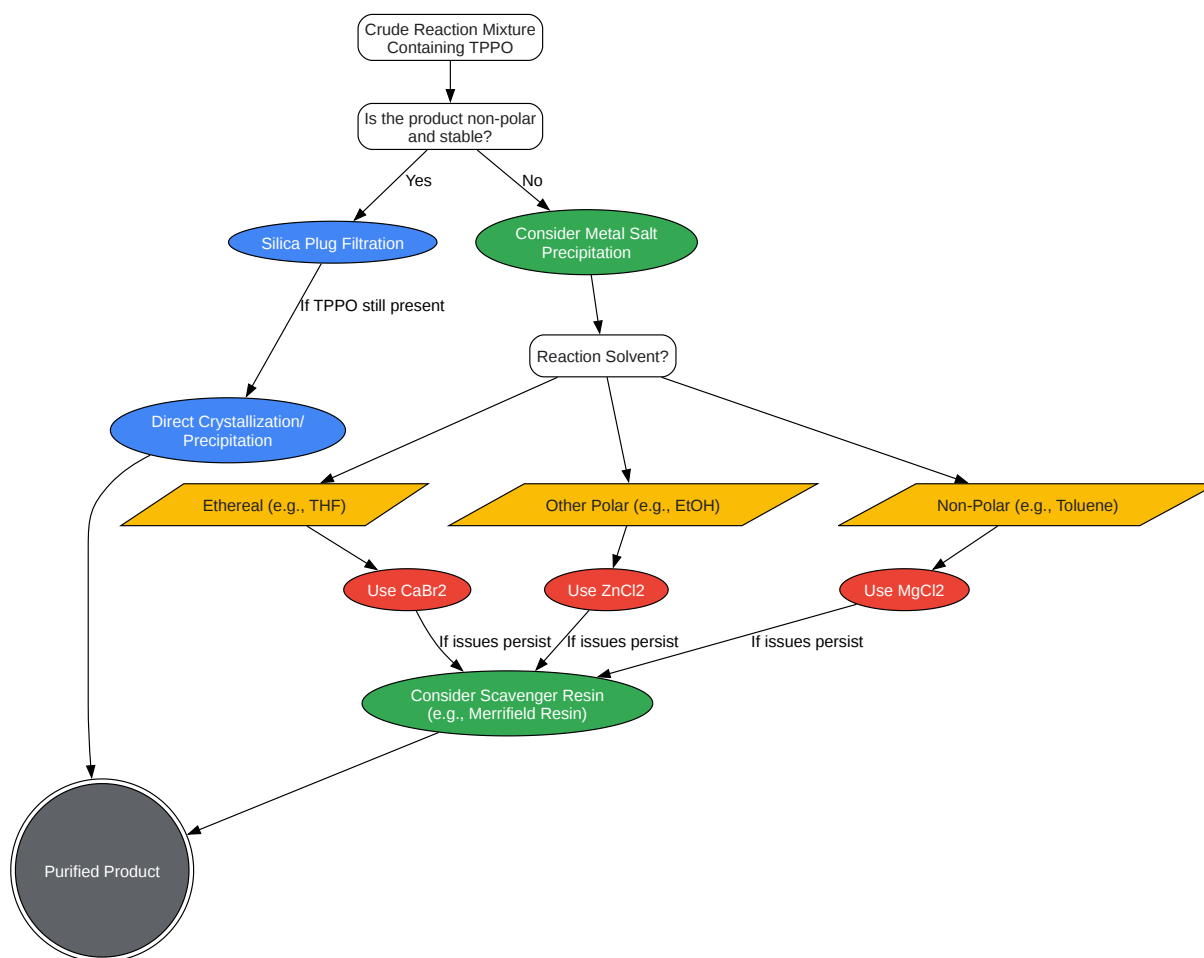 Crude Reaction Mixture
Containing TPPO
Is the product non-polar
and stable?
Yes
No
Silica Plug Filtration
Consider Metal Salt
Precipitation
If TPPO still present
Reaction Solvent?
Direct Crystallization/
Precipitation
Ethereal (e.g., THF)
Other Polar (e.g., EtOH)
Non-Polar (e.g., Toluene)
Use CaBr2
Use ZnCl2
Use MgCl2
If issues persist
If issues persist
If issues persist
Consider Scavenger Resin
(e.g., Merrifield Resin)
Purified Product